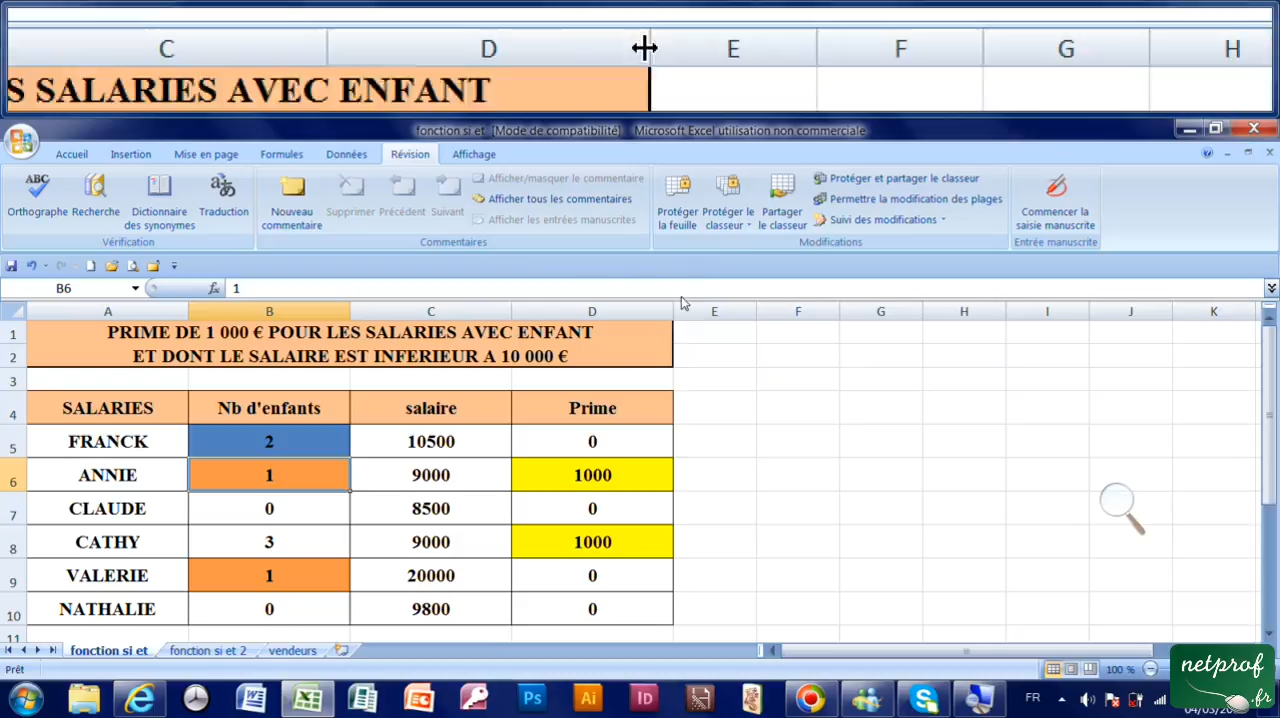 C D E F G H
S SALARIES AVEC ENFANT
fonction si et [Mode de compatibilité] - Microsoft Excel utilisation non commerciale
Accueil Insertion Mise en page Formules Données Révision Affichage
ABC
Orthographe Recherche Dictionnaire des synonymes Traduction
Vérification
Nouveau commentaire Supprimer Précédent Suivant
Afficher/masquer le commentaire
Afficher tous les commentaires
Afficher les entrées manuscrites
Commentaires
Protéger la feuille Protéger le classeur Partager le classeur
Protéger et partager le classeur
Permettre la modification des plages
Suivi des modifications
Modifications
Commencer la saisie manuscrite
Entrée manuscrite
B6 fx 1
A B C D E F G H I J K
1 PRIME DE 1 000 € POUR LES SALARIES AVEC ENFANT
2 ET DONT LE SALAIRE EST INFERIEUR A 10 000 €
3
4 SALARIES Nb d'enfants salaire Prime
5 FRANCK 2 10500 0
6 ANNIE 1 9000 1000
7 CLAUDE 0 8500 0
8 CATHY 3 9000 1000
9 VALERIE 1 20000 0
10 NATHALIE 0 9800 0
11
fonction si et fonction si et 2 vendeurs
Prêt 100 %
Ps Ai In FR
netprof
.fr